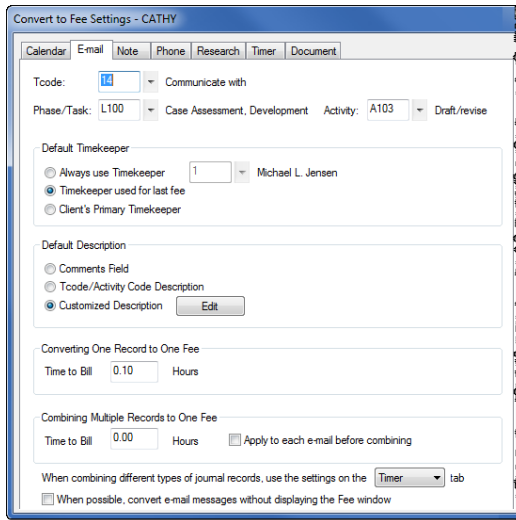 Convert to Fee Settings - CATHY
Calendar E-mail Note Phone Research Timer Document
Tcode: 14 Communicate with
Phase/Task: L100 Case Assessment, Development Activity: A103 Draft/revise
Default Timekeeper
Always use Timekeeper 1 Michael L. Jensen
Timekeeper used for last fee
Client's Primary Timekeeper
Default Description
Comments Field
Tcode/Activity Code Description
Customized Description Edit
Converting One Record to One Fee
Time to Bill 0.10 Hours
Combining Multiple Records to One Fee
Time to Bill 0.00 Hours Apply to each e-mail before combining
When combining different types of journal records, use the settings on the Timer tab
When possible, convert e-mail messages without displaying the Fee window